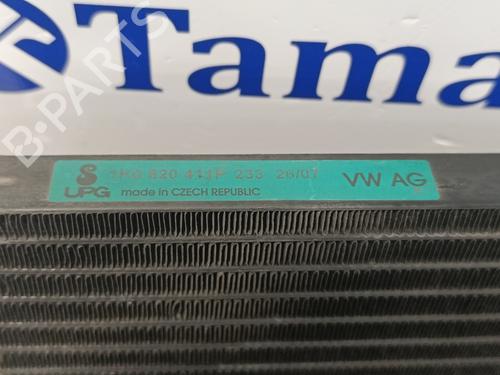 Tama
B-PARTS
1K0 820 411F 233 26/07
UPG made in CZECH REPUBLIC VW AG